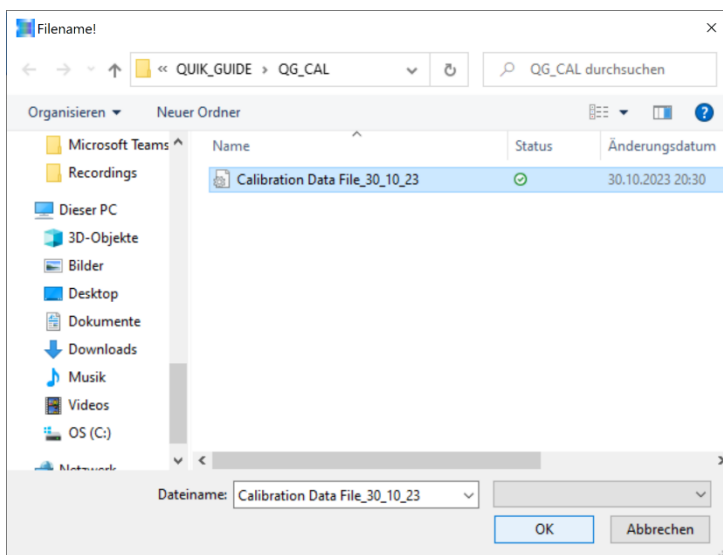 Filename!
« QUIK_GUIDE › QG_CAL
QG_CAL durchsuchen
Organisieren
Neuer Ordner
Name
Status
Änderungsdatum
Microsoft Teams
Recordings
Calibration Data File_30_10_23
30.10.2023 20:30
Dieser PC
3D-Objekte
Bilder
Desktop
Dokumente
Downloads
Musik
Videos
OS (C:)
Netzwerk
Dateiname:
Calibration Data File_30_10_23
OK
Abbrechen